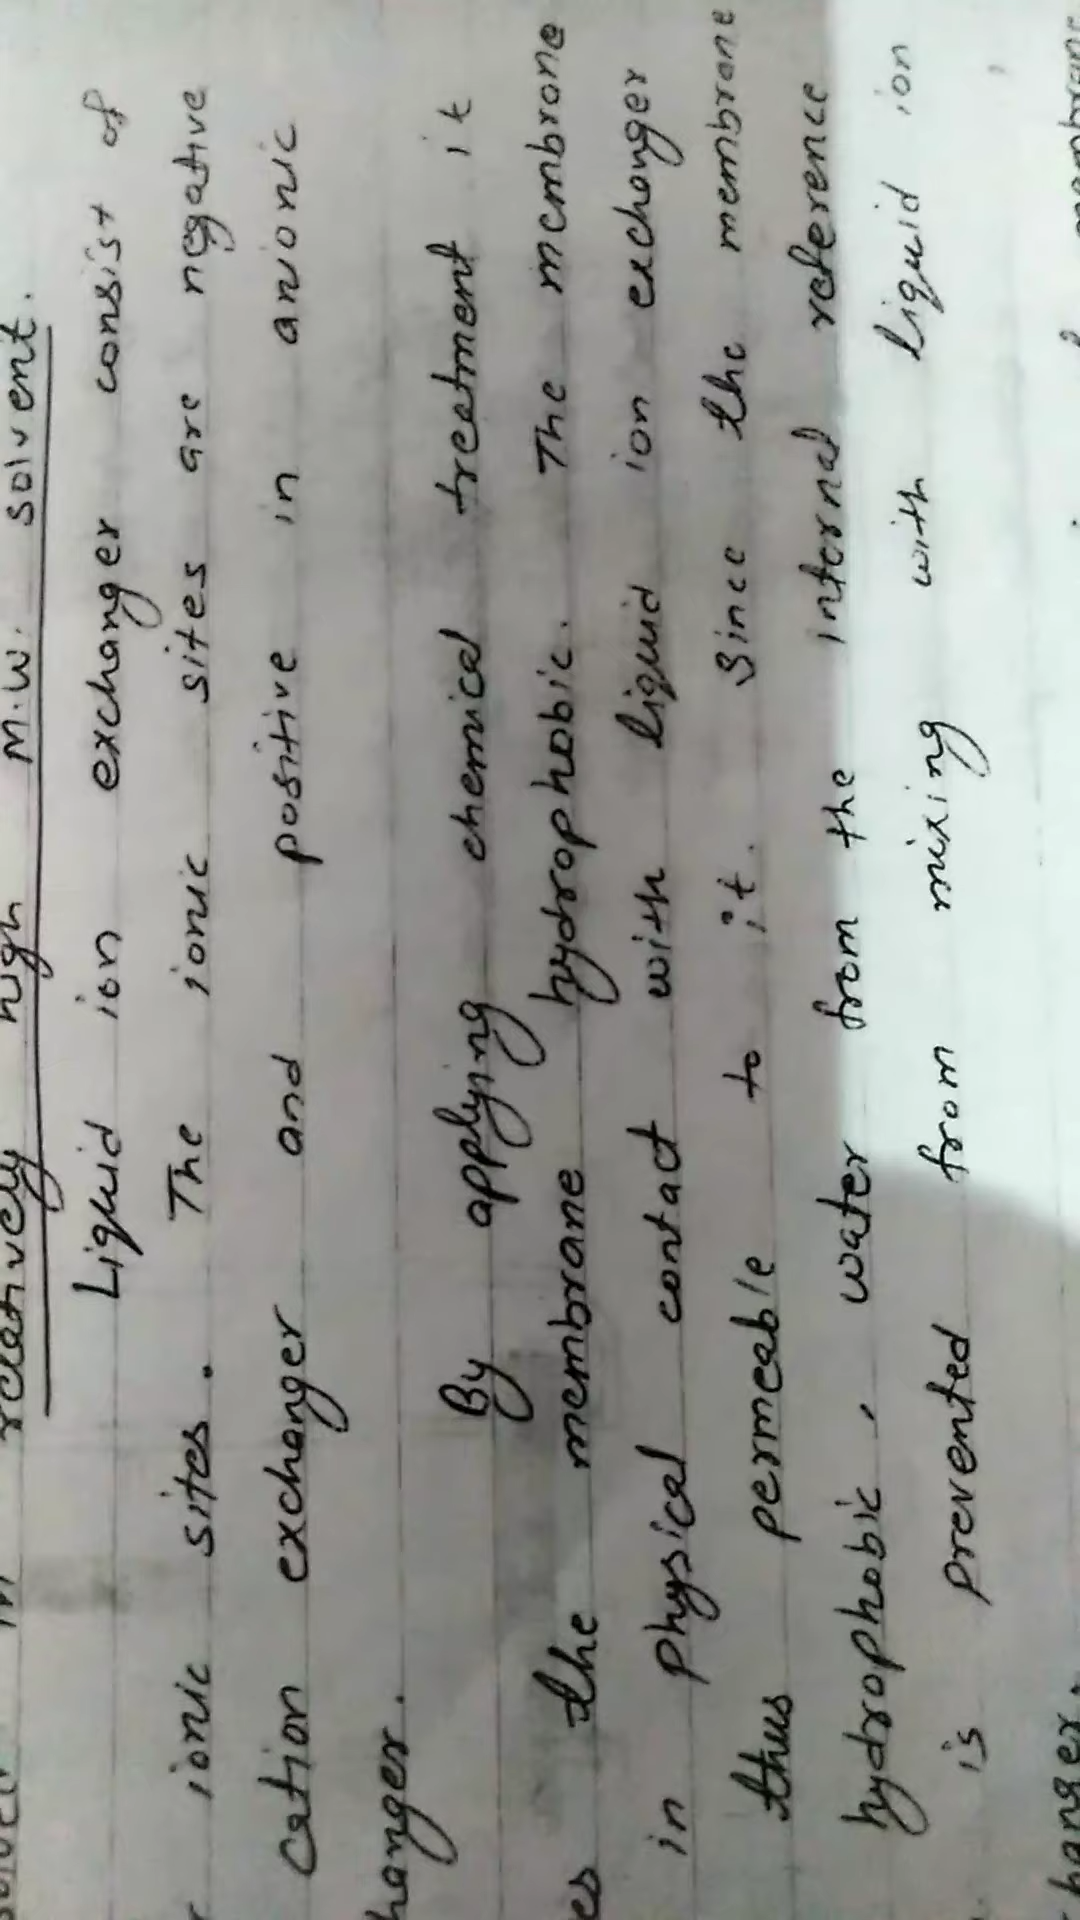 relatively high M.W. solvent.
Liquid ion exchanger consist of
ionic sites. The ionic sites are negative
cation exchanger and positive in anionic
hanger.
By applying chemical treatment it
es the membrane hydrophobic. The membrane
in physical contact with liquid ion exchanger
thus permeable to it. Since the membrane
hydrophobic, water from the internal reference
is prevented from mixing with liquid ion
hanger.